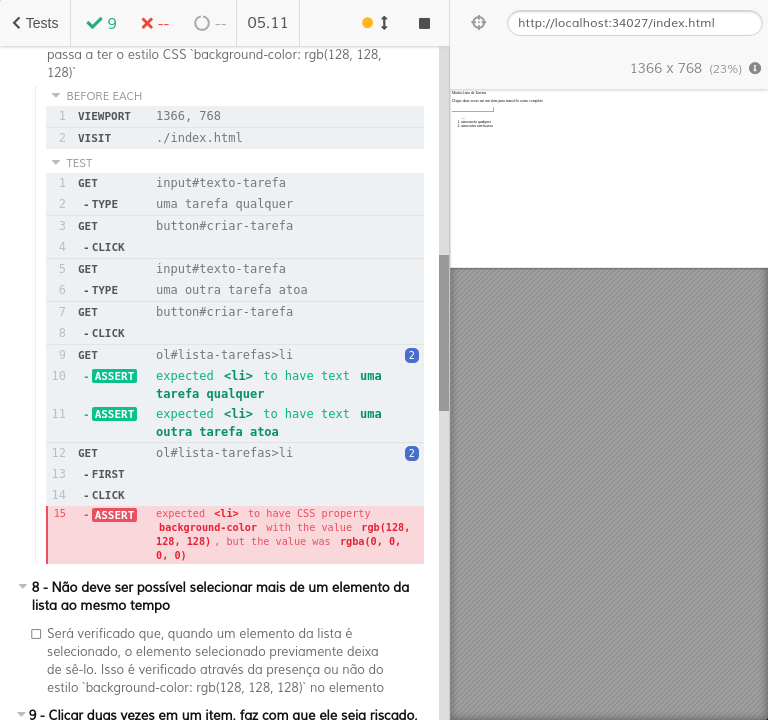 Tests
9
--
--
05.11
http://localhost:34027/index.html
1366 x 768 (23%)
passa a ter o estilo CSS `background-color: rgb(128, 128,
128)`
BEFORE EACH
1 VIEWPORT 1366, 768
2 VISIT ./index.html
TEST
1 GET input#texto-tarefa
2 - TYPE uma tarefa qualquer
3 GET button#criar-tarefa
4 - CLICK
5 GET input#texto-tarefa
6 - TYPE uma outra tarefa atoa
7 GET button#criar-tarefa
8 - CLICK
9 GET ol#lista-tarefas>li 2
10 - ASSERT expected <li> to have text uma
tarefa qualquer
11 - ASSERT expected <li> to have text uma
outra tarefa atoa
12 GET ol#lista-tarefas>li 2
13 - FIRST
14 - CLICK
15 - ASSERT expected <li> to have CSS property
background-color with the value rgb(128,
128, 128) , but the value was rgba(0, 0,
0, 0)
8 - Não deve ser possível selecionar mais de um elemento da
lista ao mesmo tempo
Será verificado que, quando um elemento da lista é
selecionado, o elemento selecionado previamente deixa
de sê-lo. Isso é verificado através da presença ou não do
estilo `background-color: rgb(128, 128, 128)` no elemento
9 - Clicar duas vezes em um item, faz com que ele seja riscado,
Minha Lista de Tarefas
Clique duas vezes em um item para marcá-lo como completo
1. uma tarefa qualquer
2. uma outra tarefa atoa